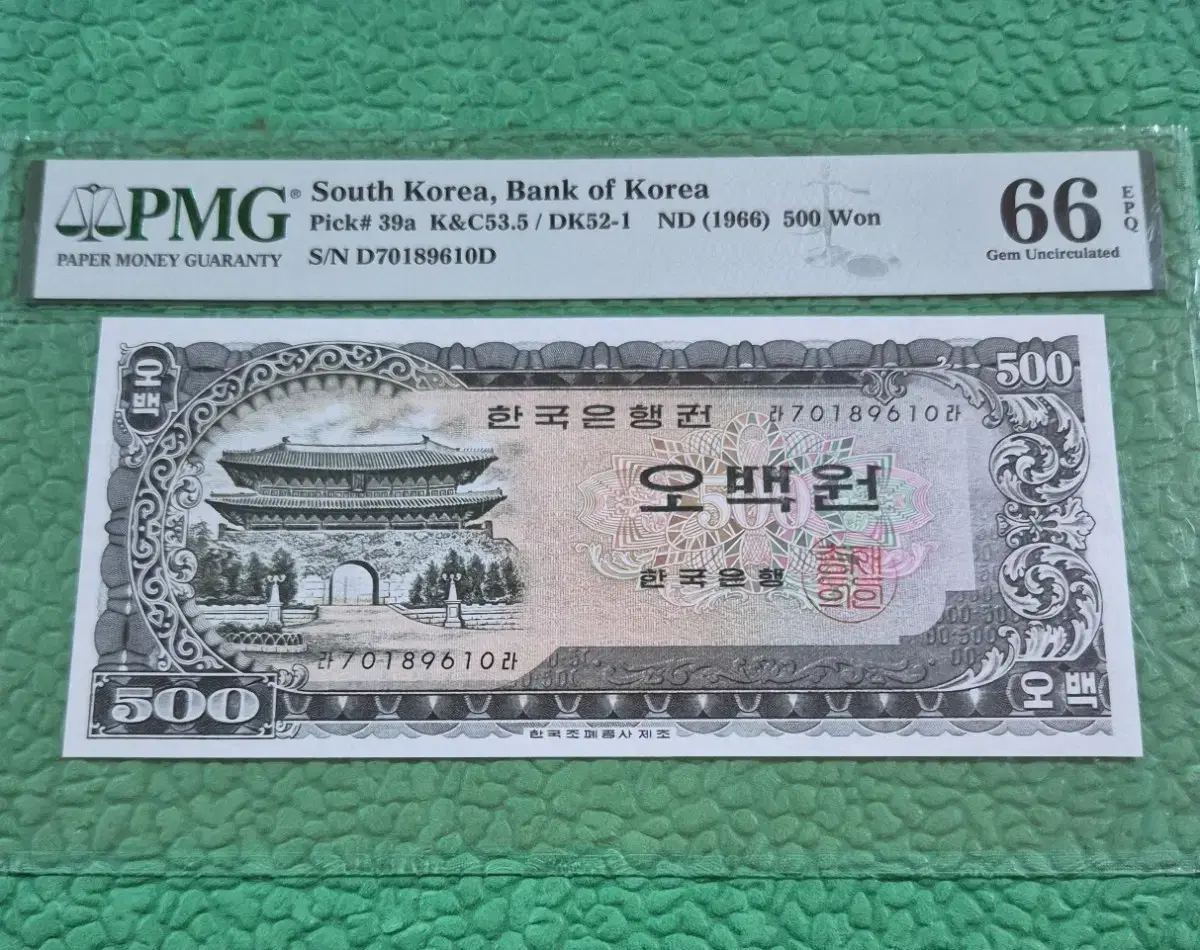 PMG® South Korea, Bank of Korea
Pick# 39a K&C53.5 / DK52-1 ND (1966) 500 Won
S/N D70189610D
PAPER MONEY GUARANTY
66 EPQ
Gem Uncirculated
오백
500
한국은행권
라70189610라
500
오백원
한국은행
총재의인
라70189610라
500
오백
한국조폐공사제조